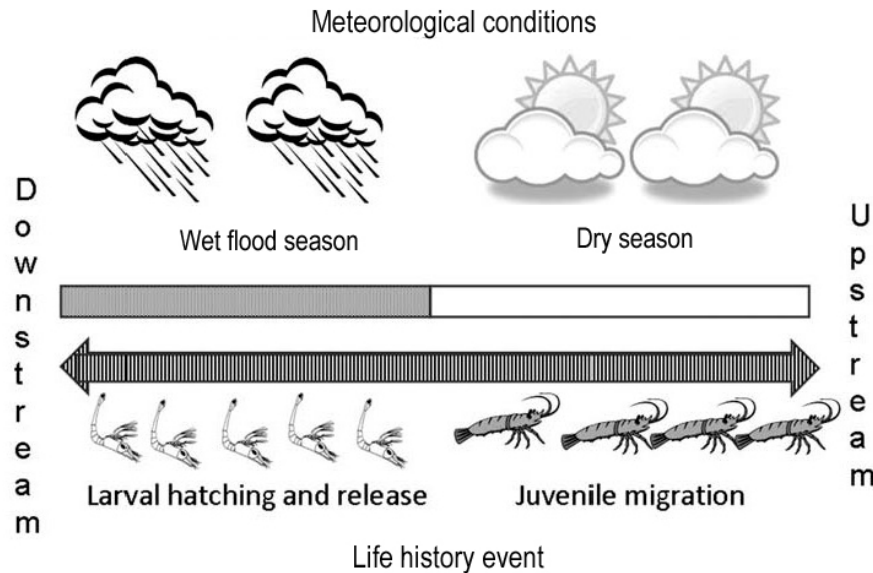 Meteorological conditions
Downstream
Wet flood season
Dry season
Upstream
Larval hatching and release
Juvenile migration
Life history event